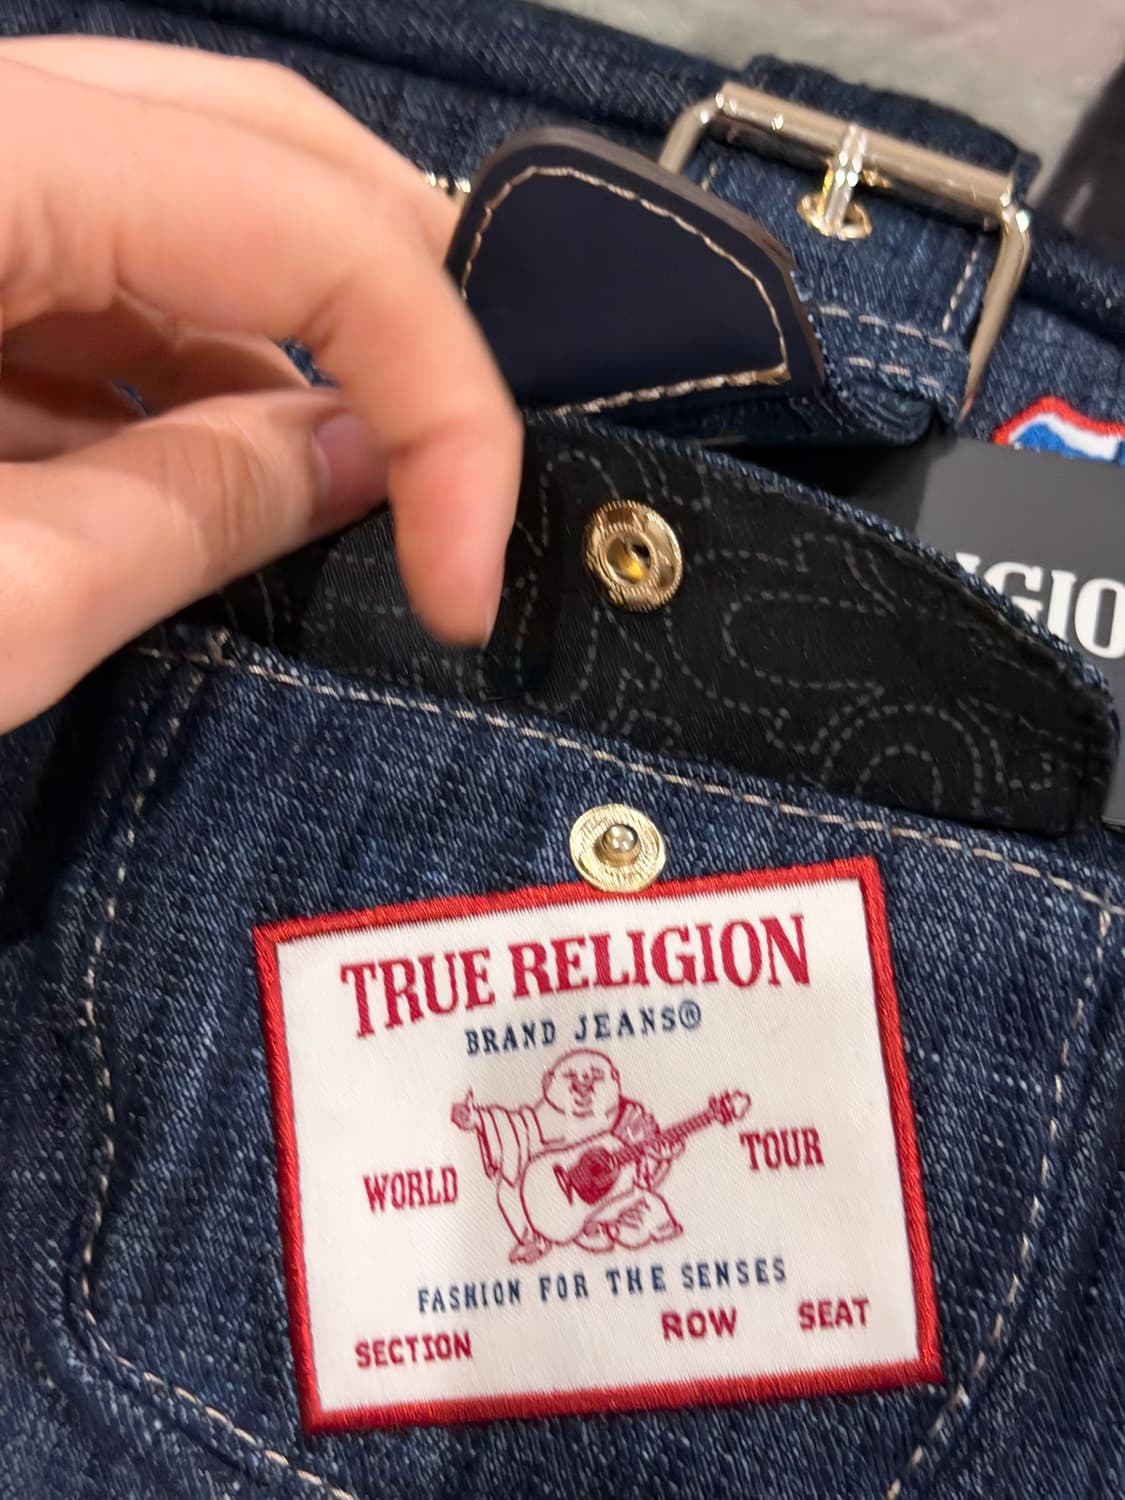 TRUE RELIGION
BRAND JEANS®
WORLD TOUR
FASHION FOR THE SENSES
SECTION ROW SEAT